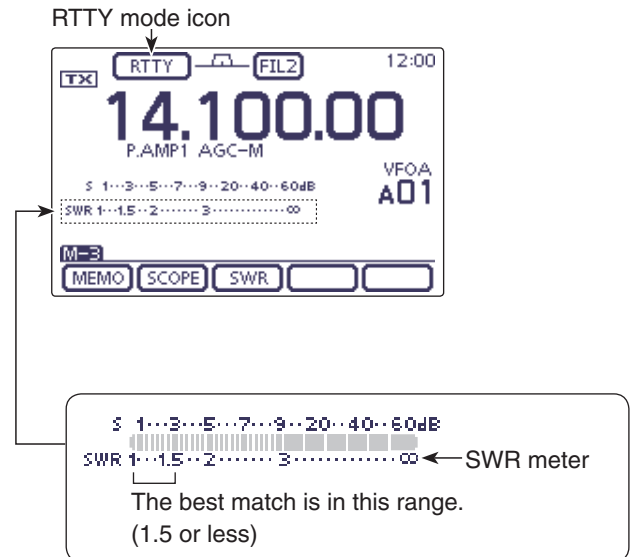 RTTY mode icon
RTTY FIL2 12:00
TX
14.100.00
P.AMP1 AGC-M
VFOA
A01
S 1···3···5···7···9··20··40··60dB
SWR 1···1.5··2······· 3············· ∞
M-3
MEMO SCOPE SWR
S 1···3···5···7···9··20··40··60dB
SWR 1···1.5··2······· 3············· ∞
SWR meter
The best match is in this range.
(1.5 or less)